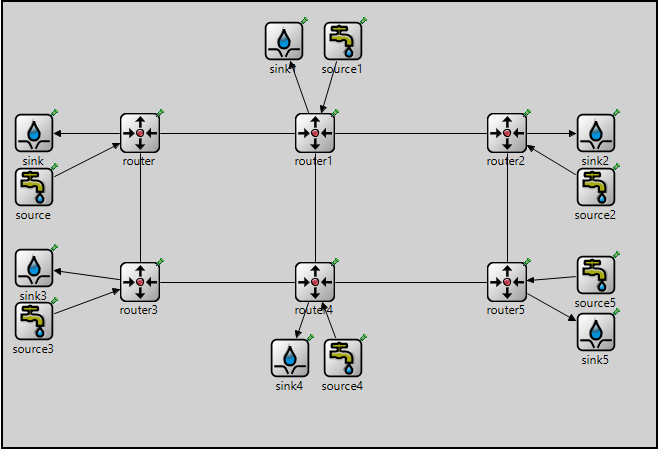 sink1 source1
sink router router1 router2 sink2
source source2
sink3 router3 router4 router5 source5
source3 sink4 source4 sink5